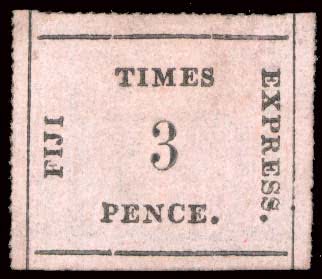 FIJI
TIMES
EXPRESS.
3
PENCE.